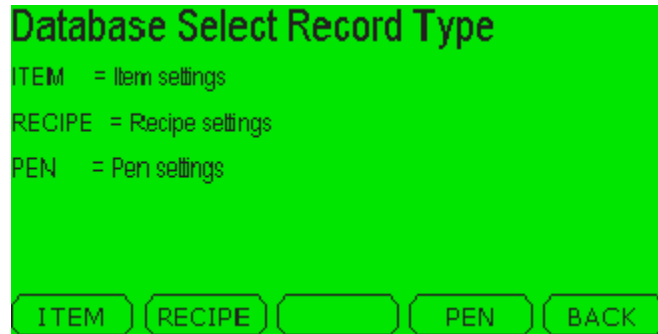 Database Select Record Type
ITEM = Item settings
RECIPE = Recipe settings
PEN = Pen settings
ITEM RECIPE PEN BACK